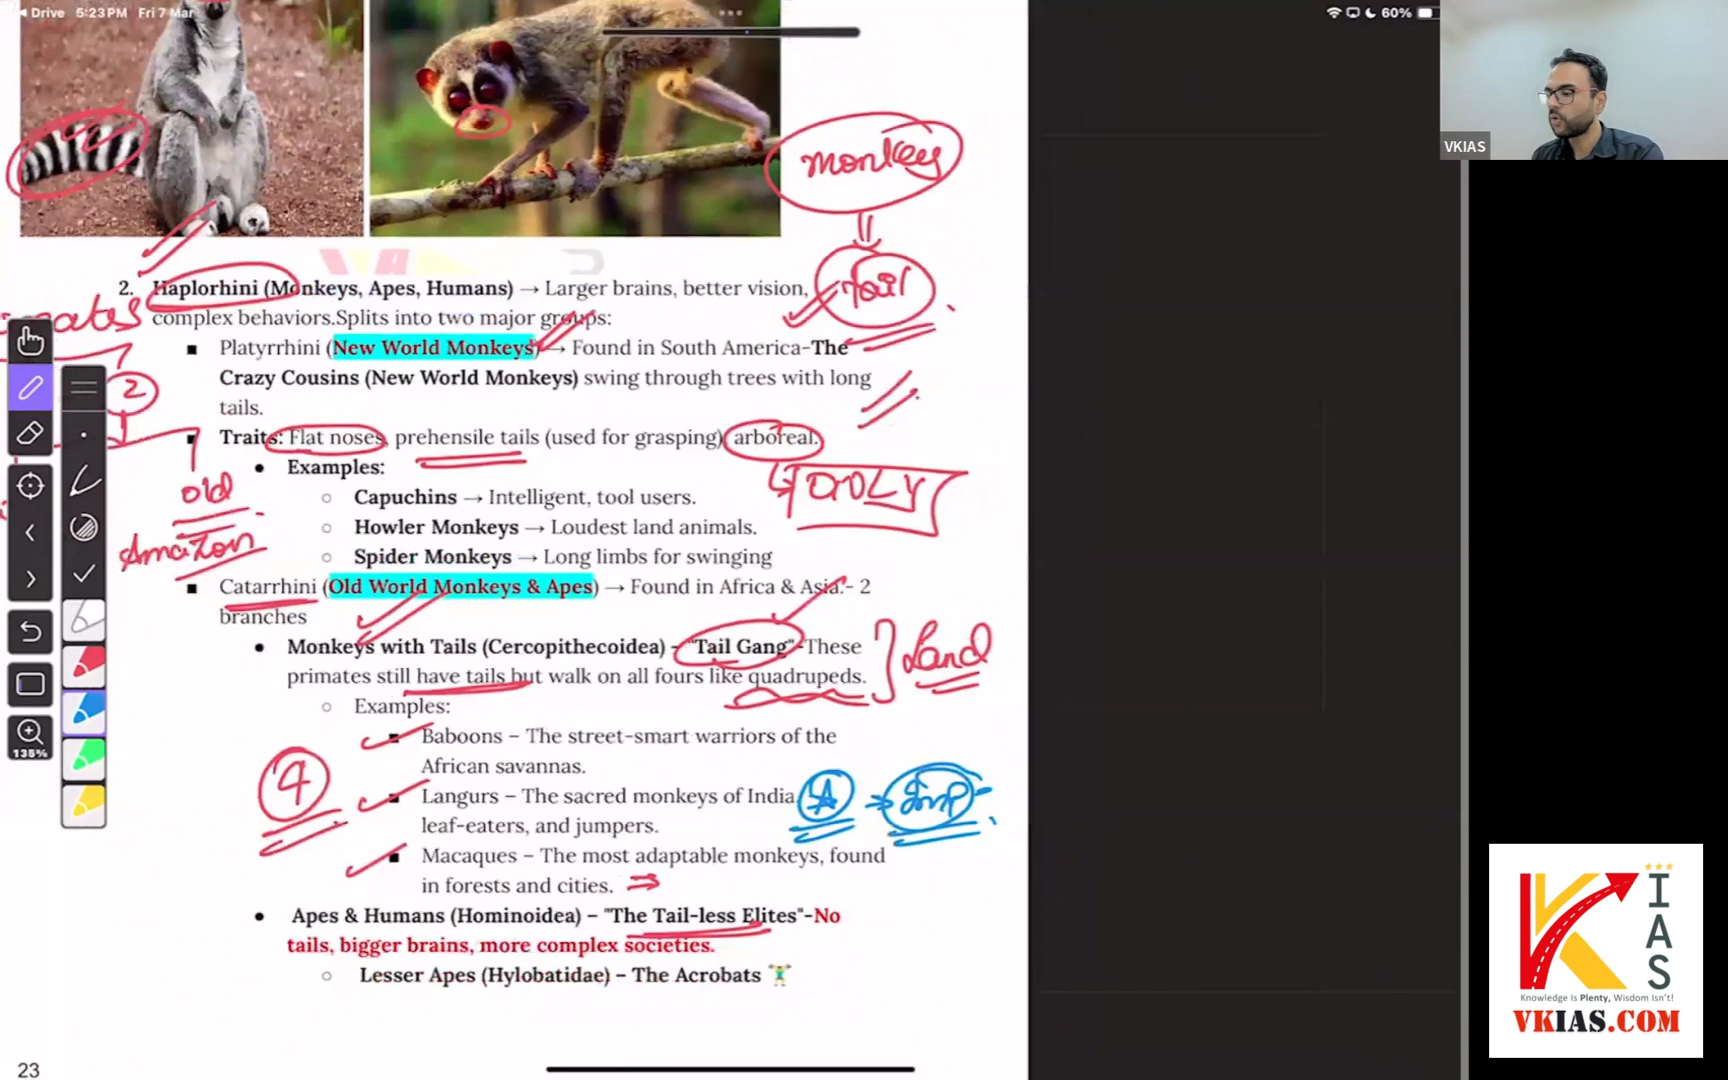 Drive 5:23 PM Fri 7 Mar
60%
VKIAS
monkey
tail
2. Haplorhini (Monkeys, Apes, Humans) → Larger brains, better vision,
complex behaviors.Splits into two major groups:
■ Platyrrhini (New World Monkeys) → Found in South America-The
Crazy Cousins (New World Monkeys) swing through trees with long
tails.
2
■ Traits: Flat noses, prehensile tails (used for grasping) arboreal.
● Examples:
old
ONLY
○ Capuchins → Intelligent, tool users.
○ Howler Monkeys → Loudest land animals.
Amazon
○ Spider Monkeys → Long limbs for swinging
■ Catarrhini (Old World Monkeys & Apes) → Found in Africa & Asia.- 2
branches
● Monkeys with Tails (Cercopithecoidea) - "Tail Gang"-These
primates still have tails but walk on all fours like quadrupeds.
Land
○ Examples:
■ Baboons – The street-smart warriors of the
African savannas.
4
■ Langurs – The sacred monkeys of India
leaf-eaters, and jumpers.
Imp
■ Macaques – The most adaptable monkeys, found
in forests and cities.
● Apes & Humans (Hominoidea) – "The Tail-less Elites"-No
tails, bigger brains, more complex societies.
○ Lesser Apes (Hylobatidae) – The Acrobats
135%
23
K IAS
Knowledge Is Plenty, Wisdom Isn't!
VKIAS.COM